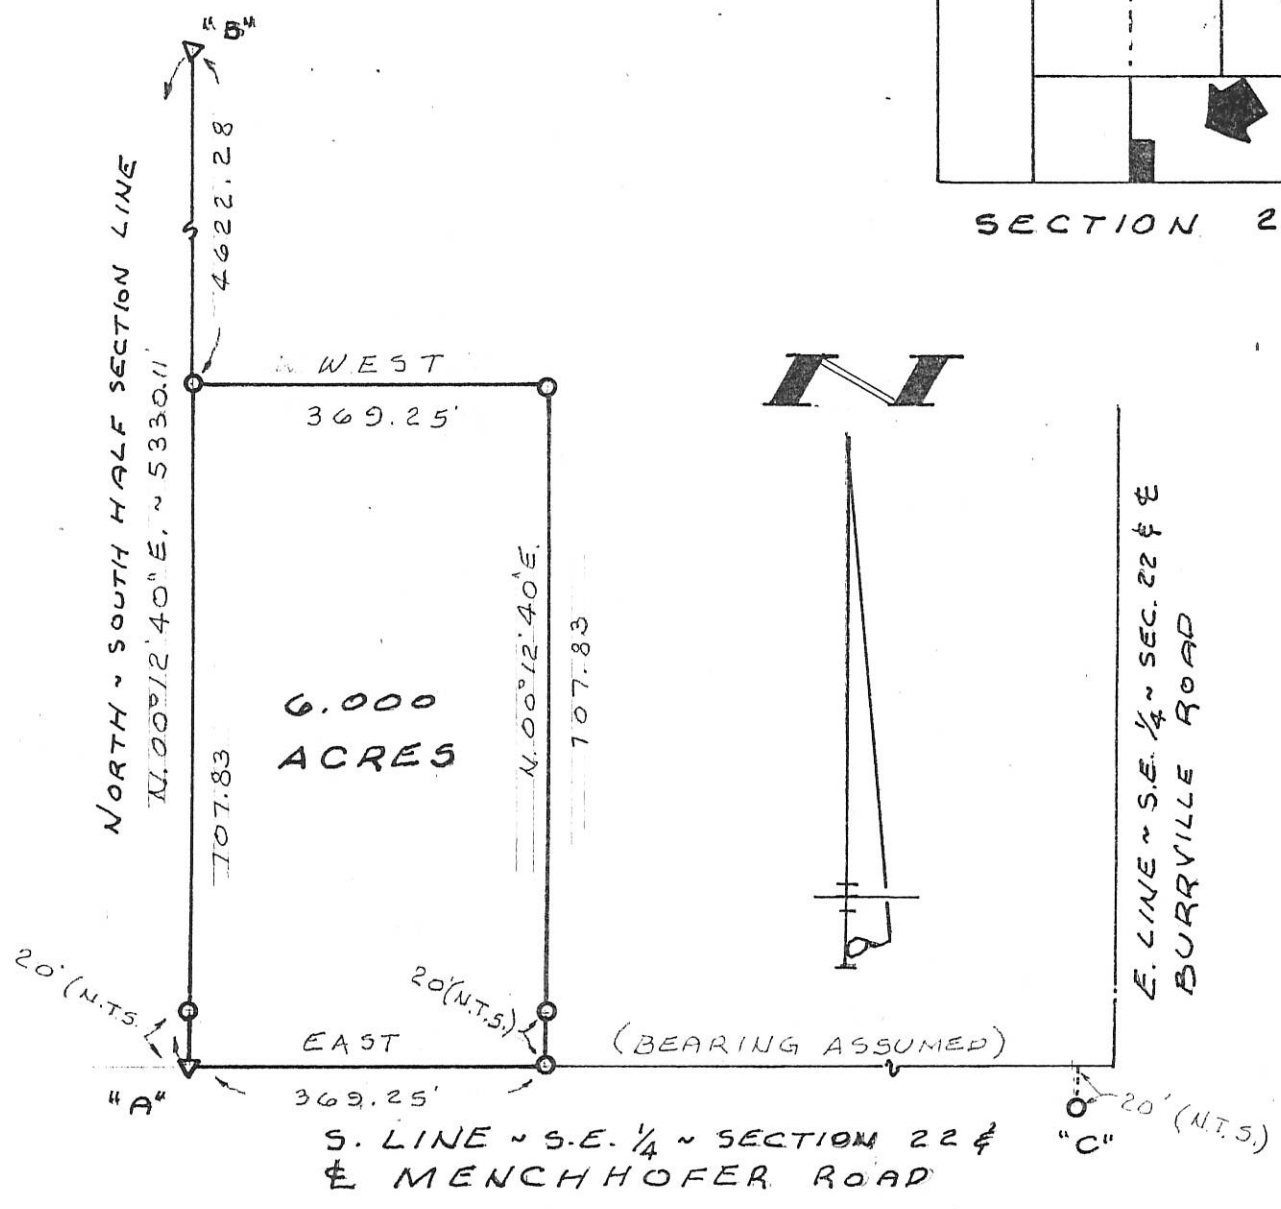 "B"
4622.28
SECTION 2
NORTH ~ SOUTH HALF SECTION LINE
N.00°12'40"E. ~ 5330.11'
WEST
369.25'
N
N.00°12'40"E.
707.83
707.83
6.000
ACRES
E. LINE ~ S.E. ¼ ~ SEC. 22 & ℄
BURRVILLE ROAD
20' (N.T.S.)
20' (N.T.S.)
EAST
(BEARING ASSUMED)
"A"
369.25'
20' (N.T.S.)
"C"
S. LINE ~ S.E. ¼ ~ SECTION 22 &
℄ MENCHHOFER ROAD